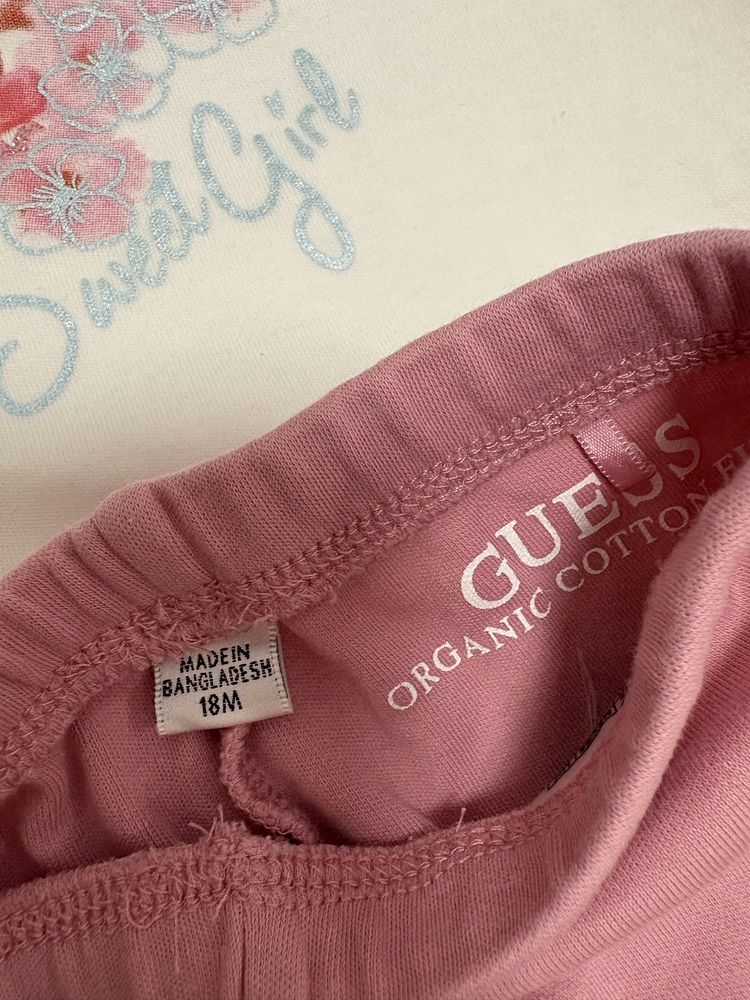 Sweet Girl
GUESS
ORGANIC COTTON
MADE IN
BANGLADESH
18M